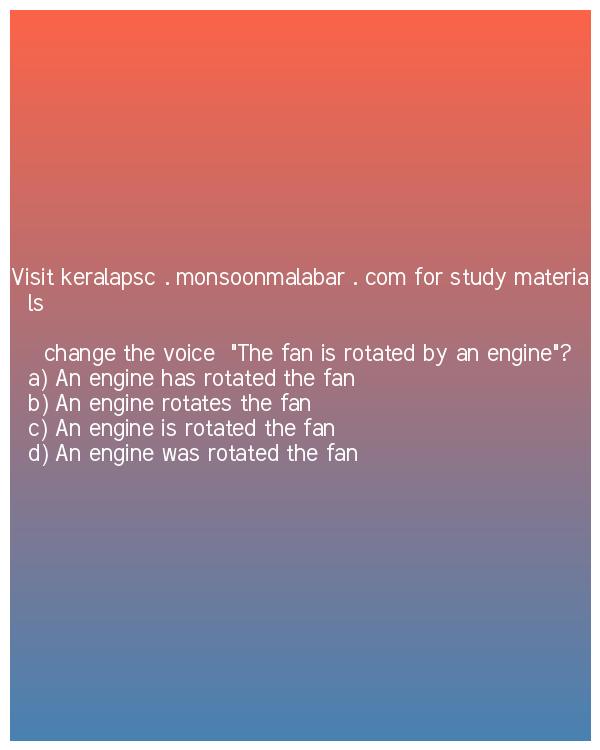 Visit keralapsc . monsoonmalabar . com for study materia
ls
change the voice  "The fan is rotated by an engine"?
a) An engine has rotated the fan
b) An engine rotates the fan
c) An engine is rotated the fan
d) An engine was rotated the fan